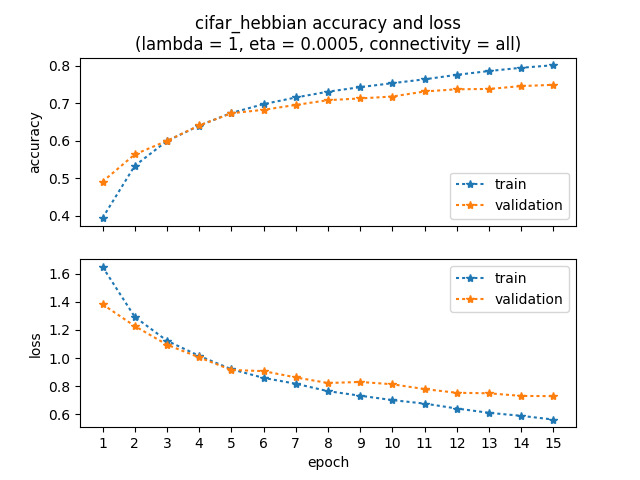 cifar_hebbian accuracy and loss
(lambda = 1, eta = 0.0005, connectivity = all)
0.8
0.7
0.6
0.5
0.4
accuracy
train
validation
1.6
1.4
1.2
1.0
0.8
0.6
loss
train
validation
1 2 3 4 5 6 7 8 9 10 11 12 13 14 15
epoch